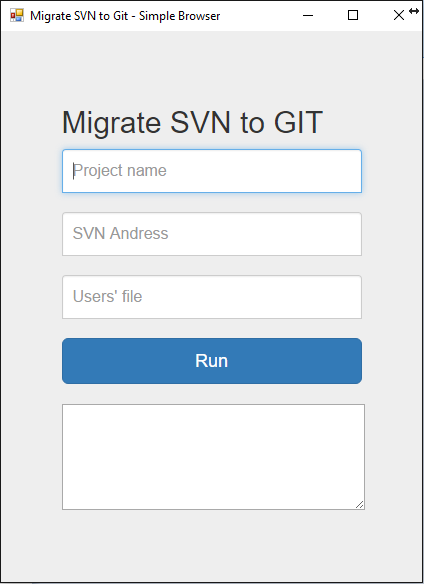 Migrate SVN to Git - Simple Browser
Migrate SVN to GIT
Project name
SVN Andress
Users' file
Run